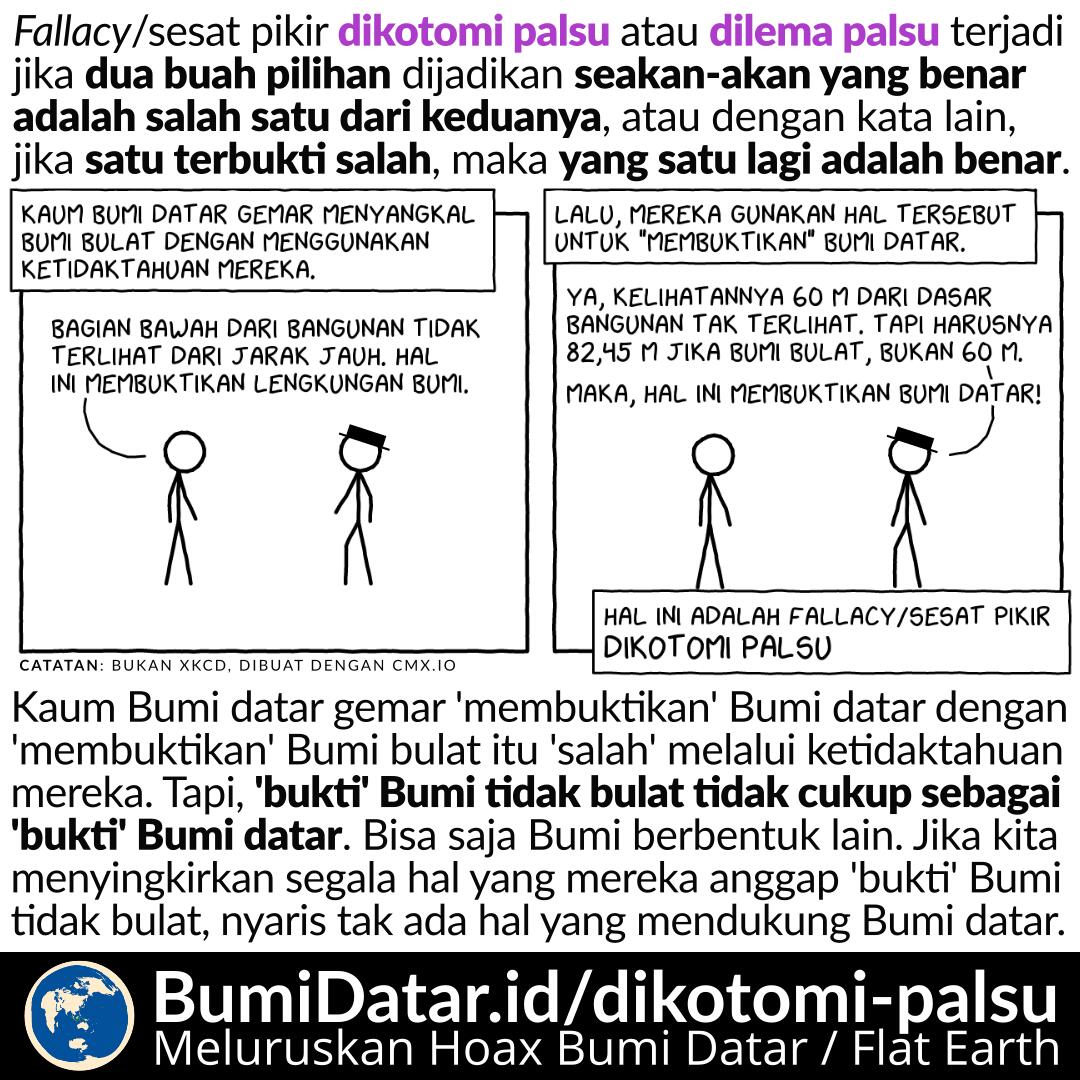 Fallacy/sesat pikir dikotomi palsu atau dilema palsu terjadi
jika dua buah pilihan dijadikan seakan-akan yang benar
adalah salah satu dari keduanya, atau dengan kata lain,
jika satu terbukti salah, maka yang satu lagi adalah benar.
KAUM BUMI DATAR GEMAR MENYANGKAL
BUMI BULAT DENGAN MENGGUNAKAN
KETIDAKTAHUAN MEREKA.
BAGIAN BAWAH DARI BANGUNAN TIDAK
TERLIHAT DARI JARAK JAUH. HAL
INI MEMBUKTIKAN LENGKUNGAN BUMI.
CATATAN: BUKAN XKCD, DIBUAT DENGAN CMX.IO
LALU, MEREKA GUNAKAN HAL TERSEBUT
UNTUK "MEMBUKTIKAN" BUMI DATAR.
YA, KELIHATANNYA 60 M DARI DASAR
BANGUNAN TAK TERLIHAT. TAPI HARUSNYA
82,45 M JIKA BUMI BULAT, BUKAN 60 M.
MAKA, HAL INI MEMBUKTIKAN BUMI DATAR!
HAL INI ADALAH FALLACY/SESAT PIKIR
DIKOTOMI PALSU
Kaum Bumi datar gemar 'membuktikan' Bumi datar dengan
'membuktikan' Bumi bulat itu 'salah' melalui ketidaktahuan
mereka. Tapi, 'bukti' Bumi tidak bulat tidak cukup sebagai
'bukti' Bumi datar. Bisa saja Bumi berbentuk lain. Jika kita
menyingkirkan segala hal yang mereka anggap 'bukti' Bumi
tidak bulat, nyaris tak ada hal yang mendukung Bumi datar.
BumiDatar.id/dikotomi-palsu
Meluruskan Hoax Bumi Datar / Flat Earth